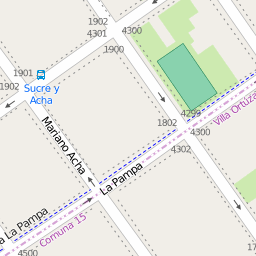 1902
1902
4301
4300
1900
1901
Sucre y
Acha
4299
Villa Ortúza
1802
4300
4302
Mariano Acha
La Pampa
a La Pampa
Comuna 15
4500